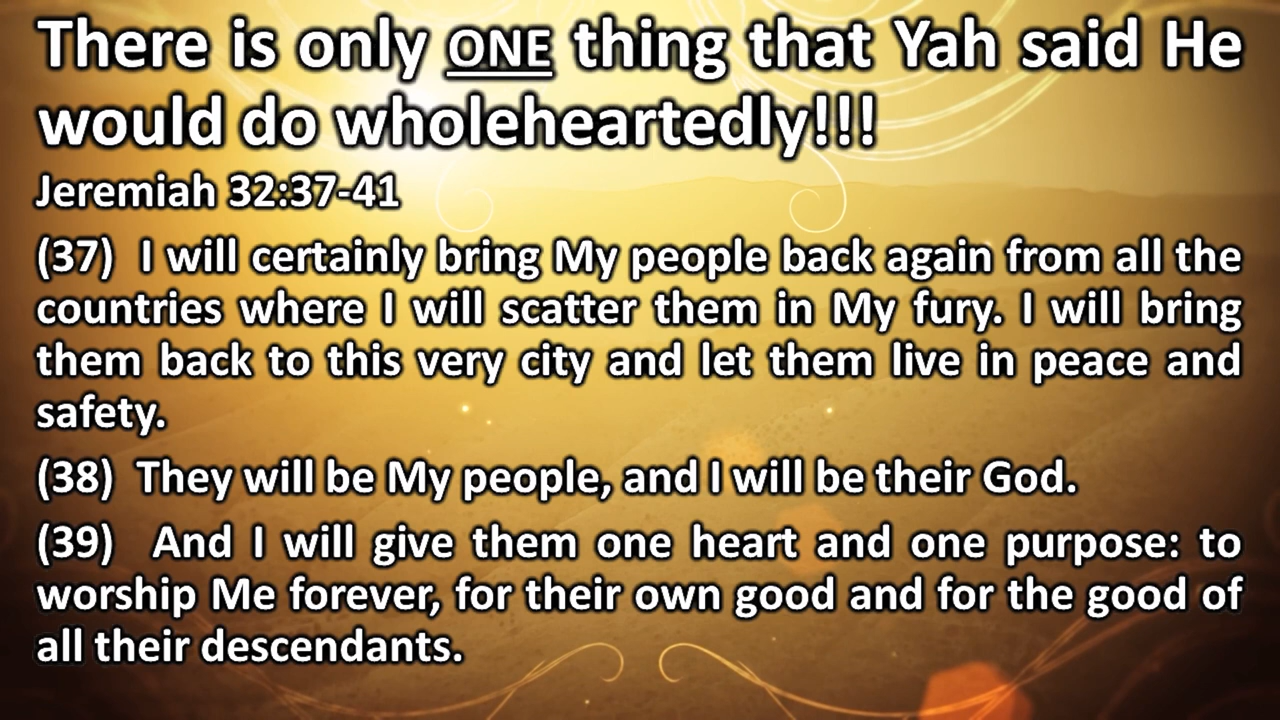 There is only ONE thing that Yah said He
would do wholeheartedly!!!
Jeremiah 32:37-41
(37) I will certainly bring My people back again from all the
countries where I will scatter them in My fury. I will bring
them back to this very city and let them live in peace and
safety.
(38) They will be My people, and I will be their God.
(39) And I will give them one heart and one purpose: to
worship Me forever, for their own good and for the good of
all their descendants.